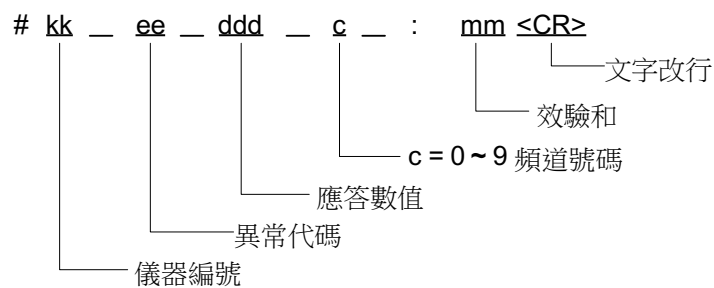 # kk _ ee _ ddd _ c _ : mm <CR>
文字改行
效驗和
c = 0 ~ 9 頻道號碼
應答數值
異常代碼
儀器編號